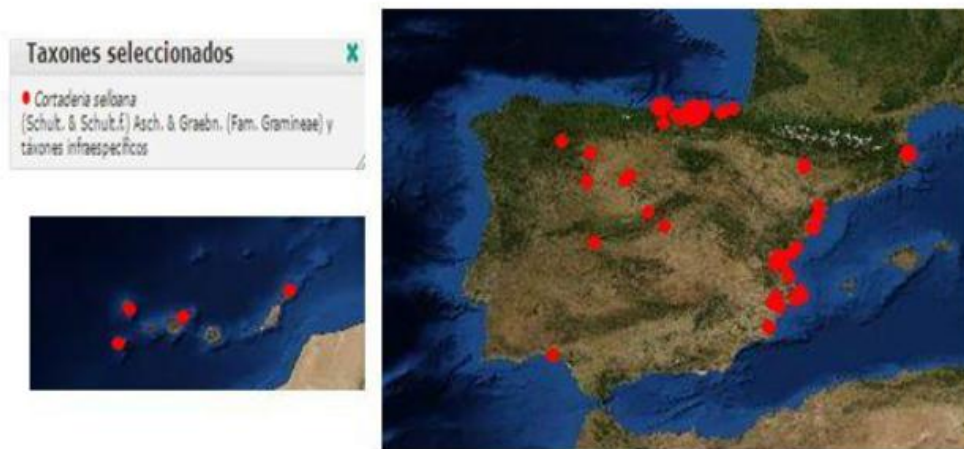 Taxones seleccionados
Cortaderia selloana
(Schult. & Schult.f.) Asch. & Graebn. (Fam. Gramineae) y
táxones infraespecíficos